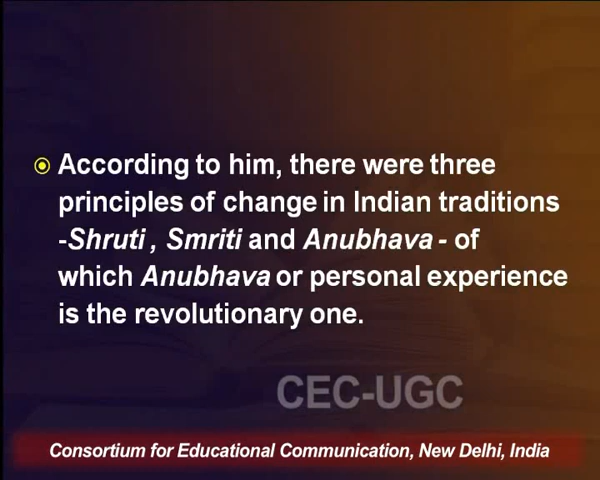 According to him, there were three
principles of change in Indian traditions
-Shruti , Smriti and Anubhava - of
which Anubhava or personal experience
is the revolutionary one.
CEC-UGC
Consortium for Educational Communication, New Delhi, India